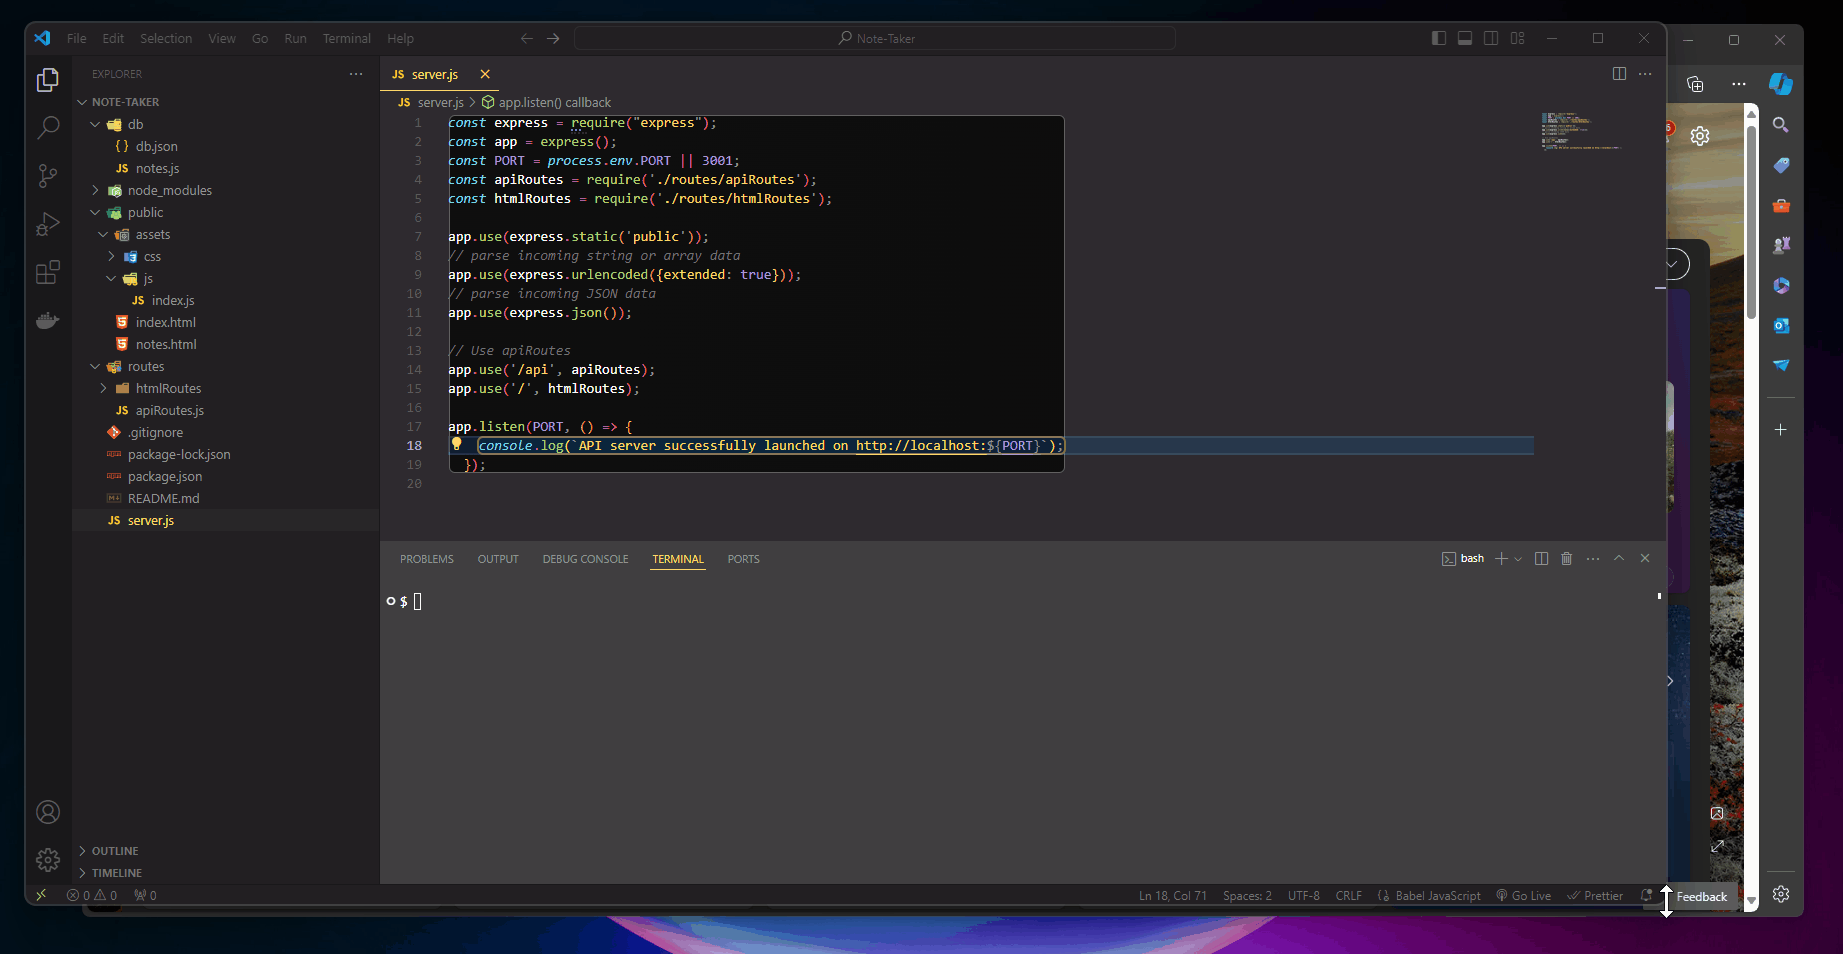 File Edit Selection View Go Run Terminal Help
Note-Taker
EXPLORER
NOTE-TAKER
db
{ } db.json
JS notes.js
node_modules
public
assets
css
js
JS index.js
index.html
notes.html
routes
htmlRoutes
JS apiRoutes.js
.gitignore
package-lock.json
package.json
README.md
JS server.js
OUTLINE
TIMELINE
JS server.js
JS server.js > app.listen() callback
1 const express = require("express");
2 const app = express();
3 const PORT = process.env.PORT || 3001;
4 const apiRoutes = require('./routes/apiRoutes');
5 const htmlRoutes = require('./routes/htmlRoutes');
6
7 app.use(express.static('public'));
8 // parse incoming string or array data
9 app.use(express.urlencoded({extended: true}));
10 // parse incoming JSON data
11 app.use(express.json());
12
13 // Use apiRoutes
14 app.use('/api', apiRoutes);
15 app.use('/', htmlRoutes);
16
17 app.listen(PORT, () => {
18 console.log(`API server successfully launched on http://localhost:${PORT}`);
19 });
20
PROBLEMS OUTPUT DEBUG CONSOLE TERMINAL PORTS
bash
$
0 0 0
Ln 18, Col 71 Spaces: 2 UTF-8 CRLF { } Babel JavaScript Go Live Prettier
Feedback